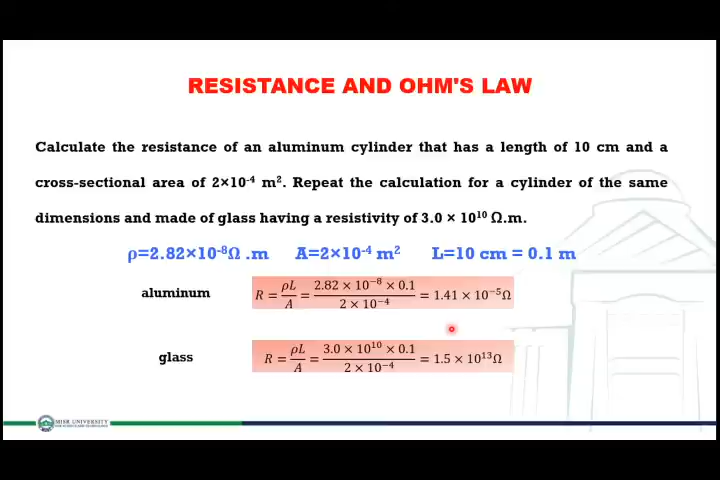 RESISTANCE AND OHM'S LAW
Calculate the resistance of an aluminum cylinder that has a length of 10 cm and a
cross-sectional area of 2×10⁻⁴ m². Repeat the calculation for a cylinder of the same
dimensions and made of glass having a resistivity of 3.0 × 10¹⁰ Ω.m.
ρ=2.82×10⁻⁸Ω .m A=2×10⁻⁴ m² L=10 cm = 0.1 m
aluminum R = ρL/A = (2.82 × 10⁻⁸ × 0.1)/(2 × 10⁻⁴) = 1.41 × 10⁻⁵Ω
glass R = ρL/A = (3.0 × 10¹⁰ × 0.1)/(2 × 10⁻⁴) = 1.5 × 10¹³Ω
MISR UNIVERSITY